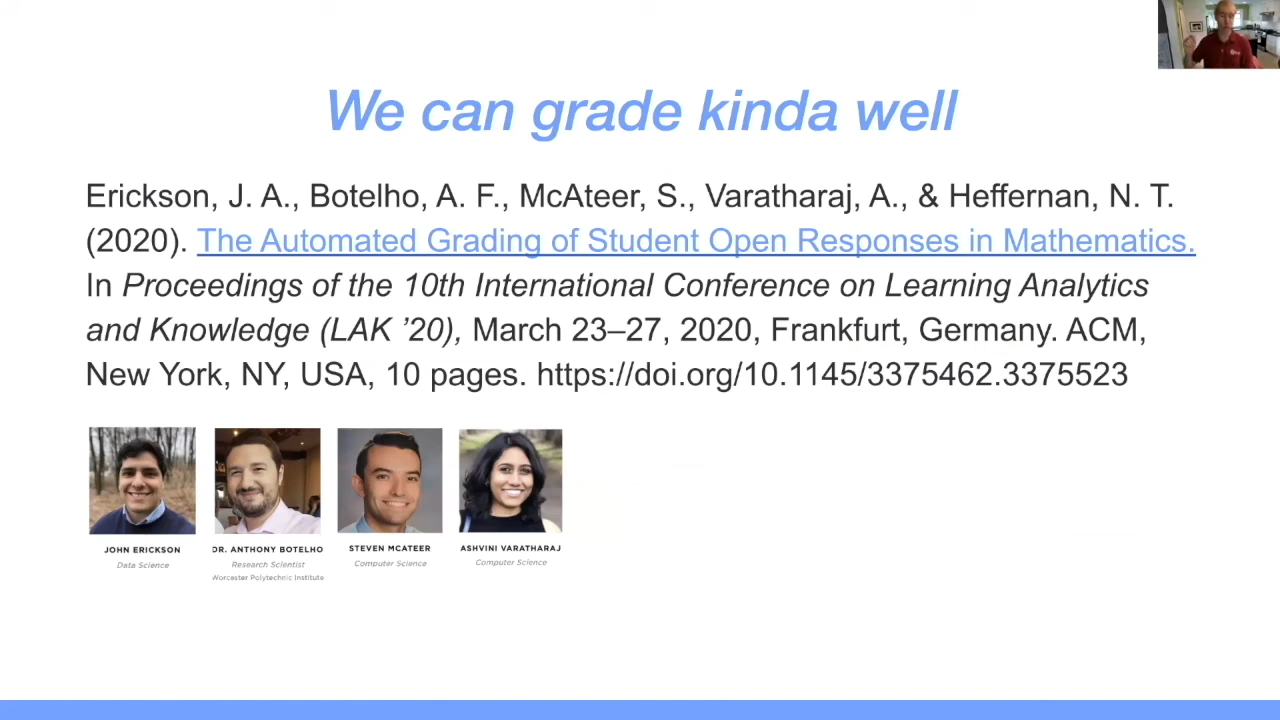 We can grade kinda well
Erickson, J. A., Botelho, A. F., McAteer, S., Varatharaj, A., & Heffernan, N. T.
(2020). The Automated Grading of Student Open Responses in Mathematics.
In Proceedings of the 10th International Conference on Learning Analytics
and Knowledge (LAK ’20), March 23–27, 2020, Frankfurt, Germany. ACM,
New York, NY, USA, 10 pages. https://doi.org/10.1145/3375462.3375523
JOHN ERICKSON
Data Science
DR. ANTHONY BOTELHO
Research Scientist
Worcester Polytechnic Institute
STEVEN MCATEER
Computer Science
ASHVINI VARATHARAJ
Computer Science